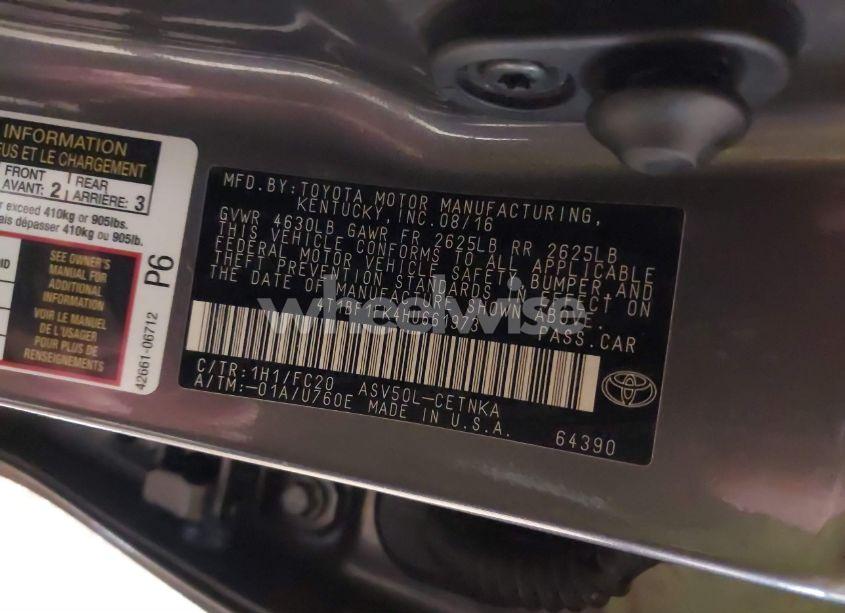 INFORMATION
FUS ET LE CHARGEMENT
FRONT
AVANT: 2
REAR
ARRIÈRE: 3
r exceed 410kg or 905lbs.
ais dépasser 410kg ou 905lb.
SEE OWNER'S
MANUAL FOR
ADDITIONAL
INFORMATION
VOIR LE MANUEL
DE L'USAGER
POUR PLUS DE
RENSEIGNEMENTS
P6
42661-06712
MFD.BY:TOYOTA MOTOR MANUFACTURING,
KENTUCKY,INC.08/16
GVWR 4630LB GAWR FR 2625LB RR 2625LB
THIS VEHICLE CONFORMS TO ALL APPLICABLE
FEDERAL MOTOR VEHICLE SAFETY,BUMPER AND
THEFT PREVENTION STANDARDS IN EFFECT ON
THE DATE OF MANUFACTURE SHOWN ABOVE.
PASS.CAR
wheelwise
C/TR:1H1/FC20 ASV50L-CETNKA
A/TM:-01A/U760E MADE IN U.S.A.
64390